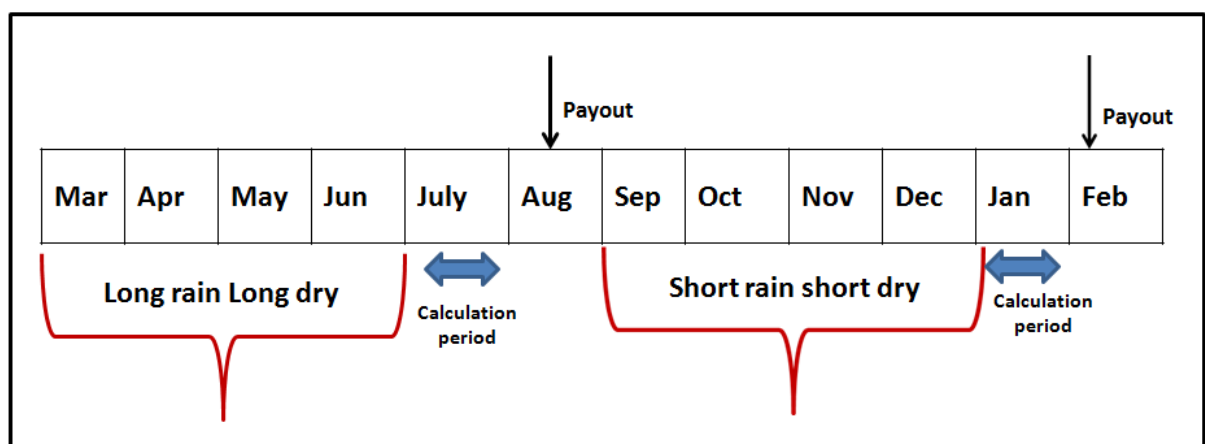 Payout
Payout
Mar Apr May Jun July Aug Sep Oct Nov Dec Jan Feb
Long rain Long dry
Short rain short dry
Calculation
period
Calculation
period